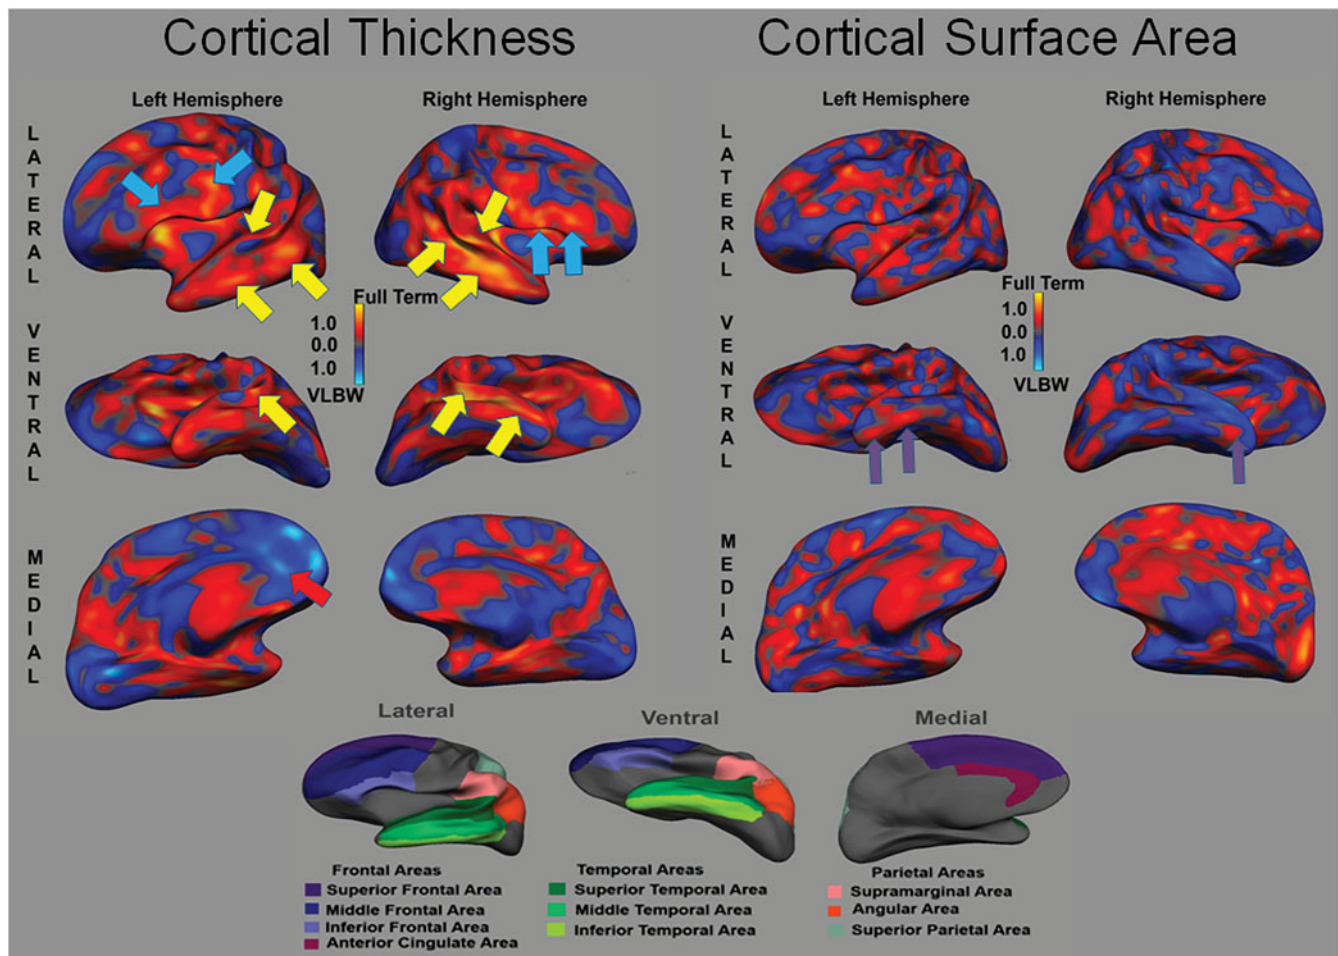 Cortical Thickness
Cortical Surface Area
Left Hemisphere
Right Hemisphere
Left Hemisphere
Right Hemisphere
LATERAL
LATERAL
Full Term
1.0
0.0
1.0
VLBW
Full Term
1.0
0.0
1.0
VLBW
VENTRAL
VENTRAL
MEDIAL
MEDIAL
Lateral
Ventral
Medial
Frontal Areas
Superior Frontal Area
Middle Frontal Area
Inferior Frontal Area
Anterior Cingulate Area
Temporal Areas
Superior Temporal Area
Middle Temporal Area
Inferior Temporal Area
Parietal Areas
Supramarginal Area
Angular Area
Superior Parietal Area